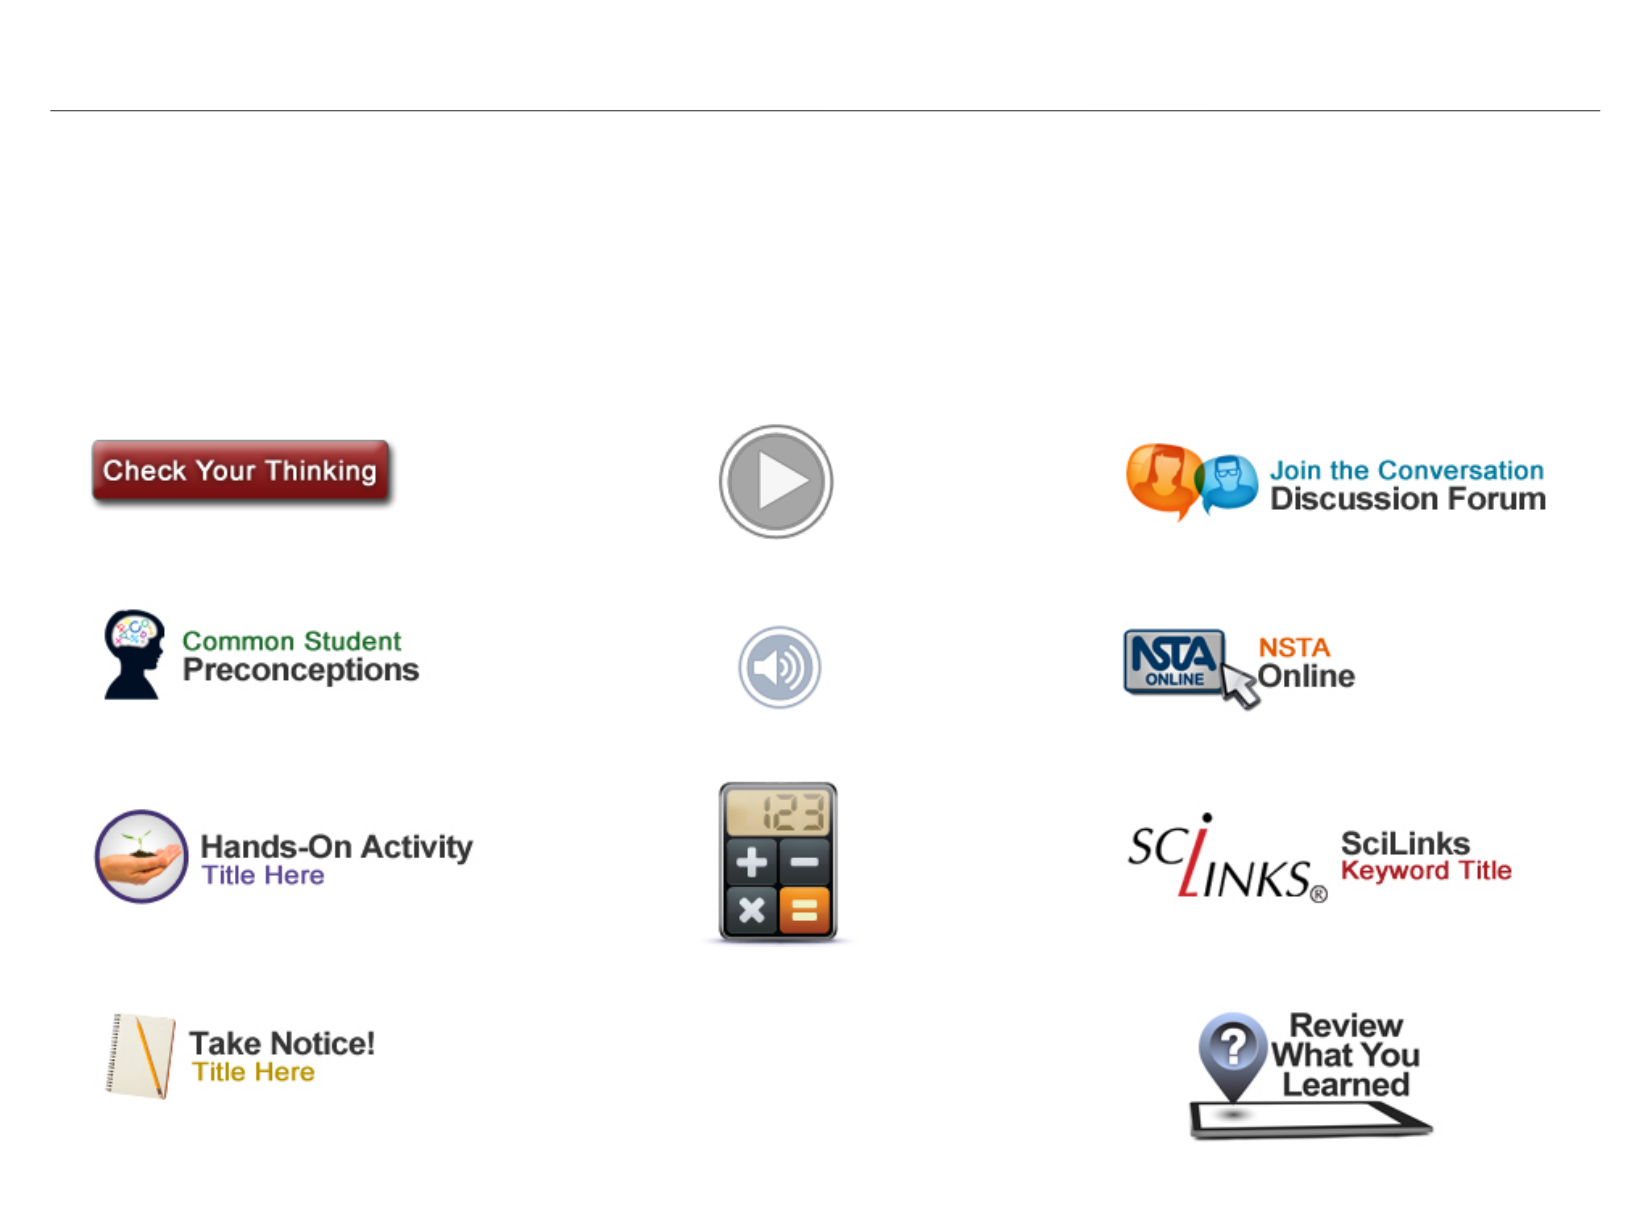 Check Your Thinking
Common Student
Preconceptions
Hands-On Activity
Title Here
Take Notice!
Title Here
123
+ −
× =
Join the Conversation
Discussion Forum
NSTA
ONLINE
NSTA
Online
SCiLINKS®
SciLinks
Keyword Title
?
Review
What You
Learned